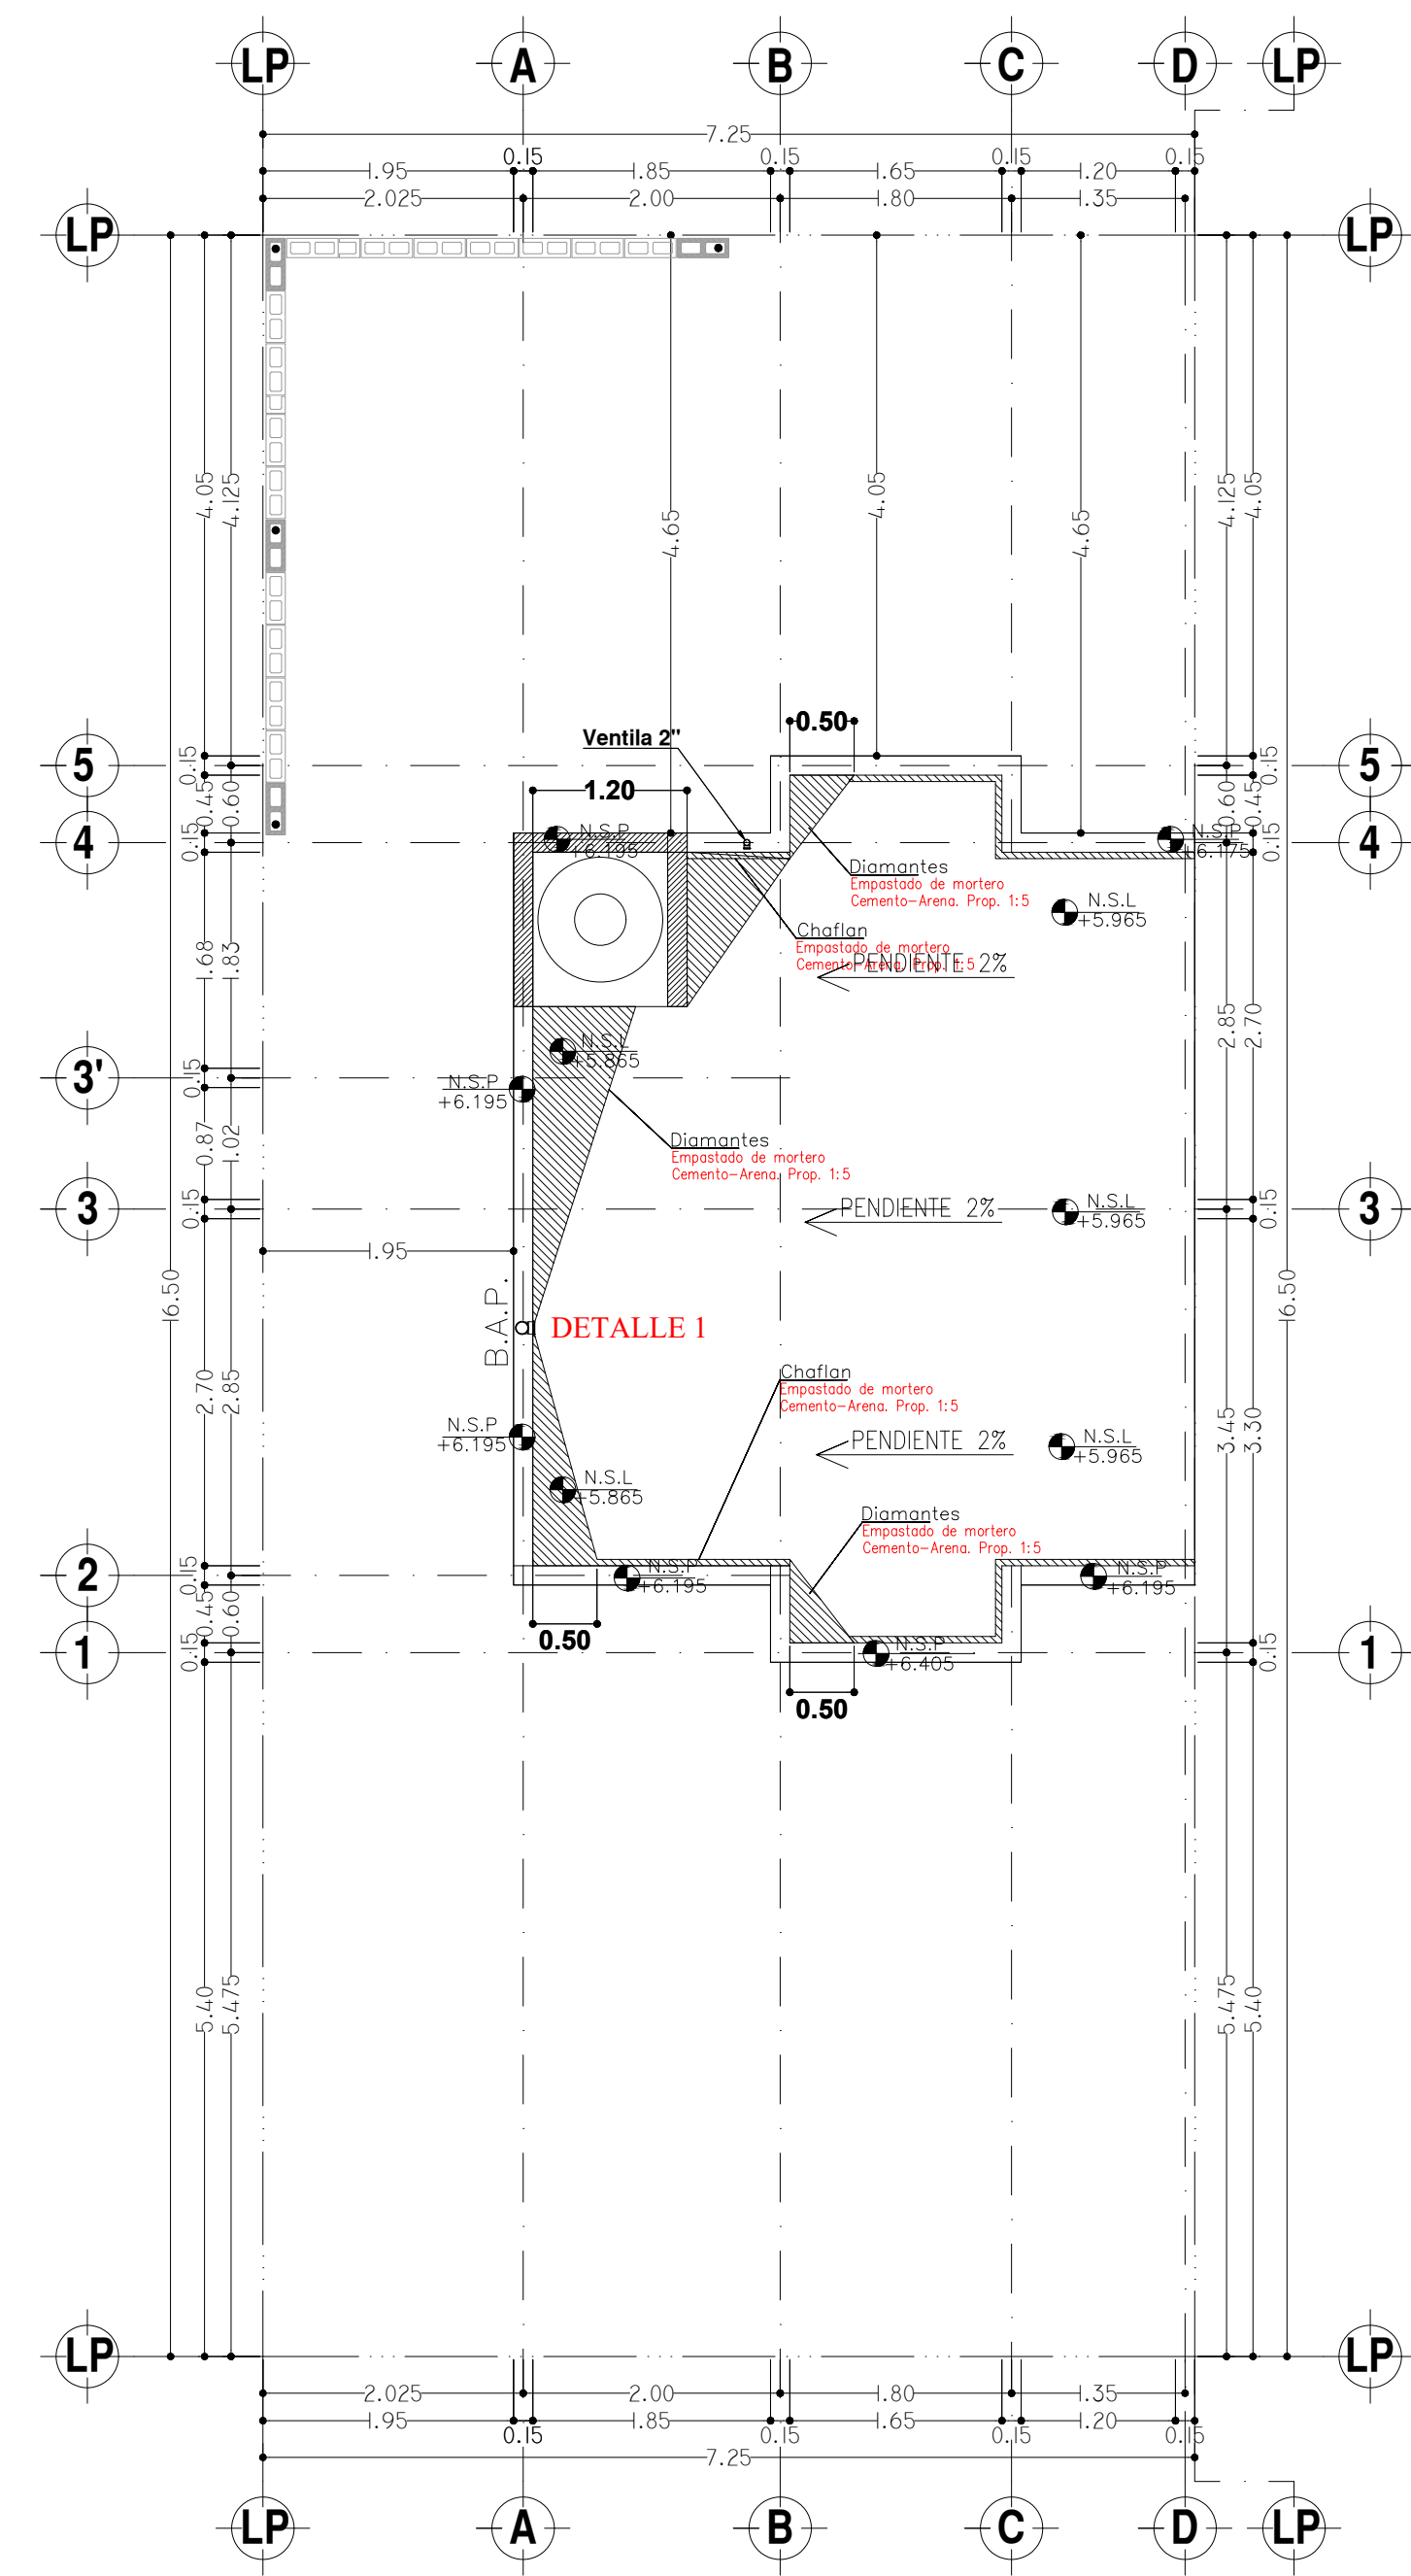 LP A B C D LP
7.25
0.15 0.15 0.15 0.15
1.95 1.85 1.65 1.20
2.025 2.00 1.80 1.35
LP LP
4.05 4.125 4.65 4.05 4.65 4.125 4.05
0.50
Ventila 2"
5 5
0.15 0.15
1.20
0.45 0.60 0.60 0.45
N.S.P
+6.195
N.S.P
+6.175
4 4
0.15 0.15
Diamantes
Empastado de mortero
Cemento-Arena. Prop. 1:5
N.S.L
+5.965
Chaflan
Empastado de mortero
Cemento-Arena. Prop. 1:5
PENDIENTE 2%
1.68 1.83
2.85 2.70
N.S.L
+5.865
3'
0.15
N.S.P
+6.195
0.87 1.02
Diamantes
Empastado de mortero
Cemento-Arena. Prop. 1:5
3 3
0.15 0.15
PENDIENTE 2%
N.S.L
+5.965
1.95
16.50 16.50
B.A.P.
DETALLE 1
Chaflan
Empastado de mortero
Cemento-Arena. Prop. 1:5
2.70 2.85
3.45 3.30
N.S.P
+6.195
PENDIENTE 2%
N.S.L
+5.965
N.S.L
+5.865
Diamantes
Empastado de mortero
Cemento-Arena. Prop. 1:5
2
0.15
N.S.P
+6.195
N.S.P
+6.195
0.45 0.60
0.50
1 1
0.15 0.15
N.S.P
+6.405
0.50
5.40 5.475 5.475 5.40
LP LP
2.025 2.00 1.80 1.35
1.95 1.85 1.65 1.20
0.15 0.15 0.15 0.15
7.25
LP A B C D LP